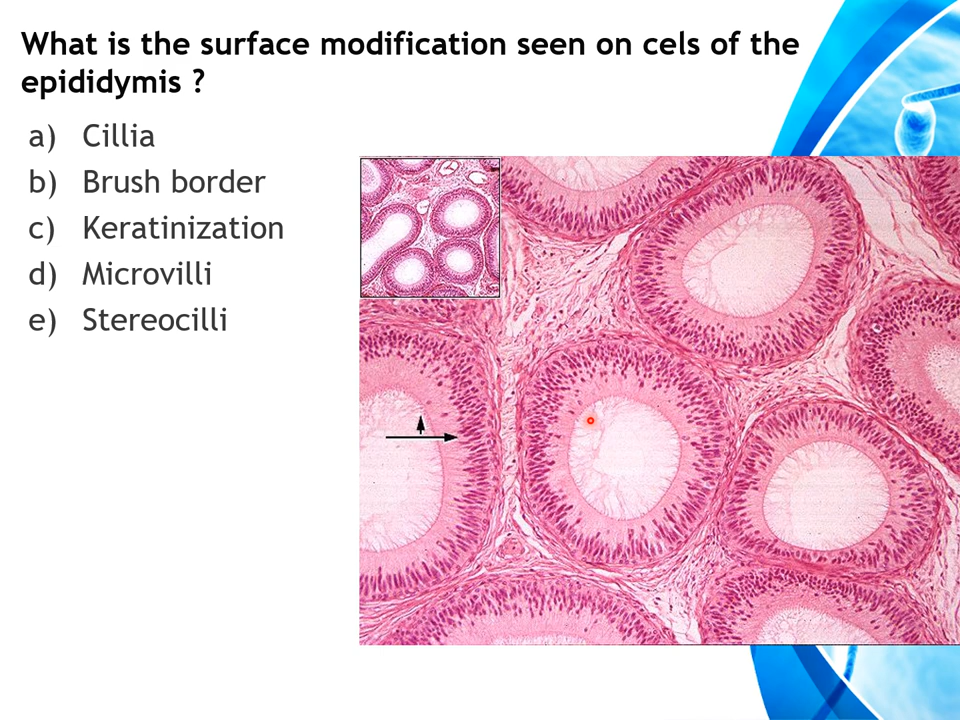 What is the surface modification seen on cels of the
epididymis ?
a) Cillia
b) Brush border
c) Keratinization
d) Microvilli
e) Stereocilli